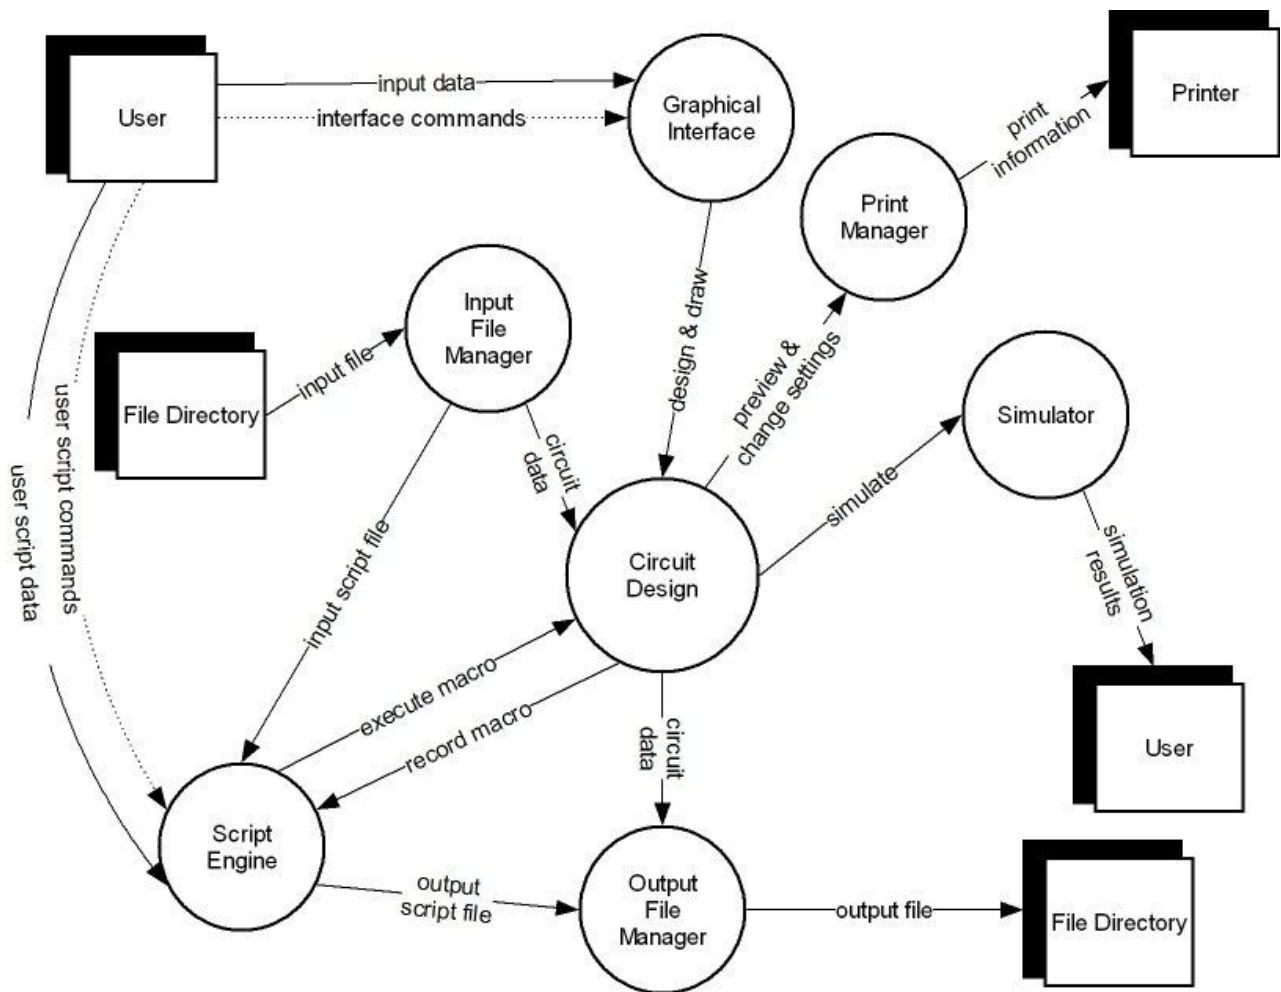 User
input data
interface commands
Graphical
Interface
print
information
Printer
Print
Manager
Input
File
Manager
design & draw
input file
File Directory
preview &
change settings
Simulator
user script commands
user script data
circuit
data
simulate
input script file
Circuit
Design
simulation
results
execute macro
record macro
circuit
data
User
Script
Engine
output
script file
Output
File
Manager
output file
File Directory